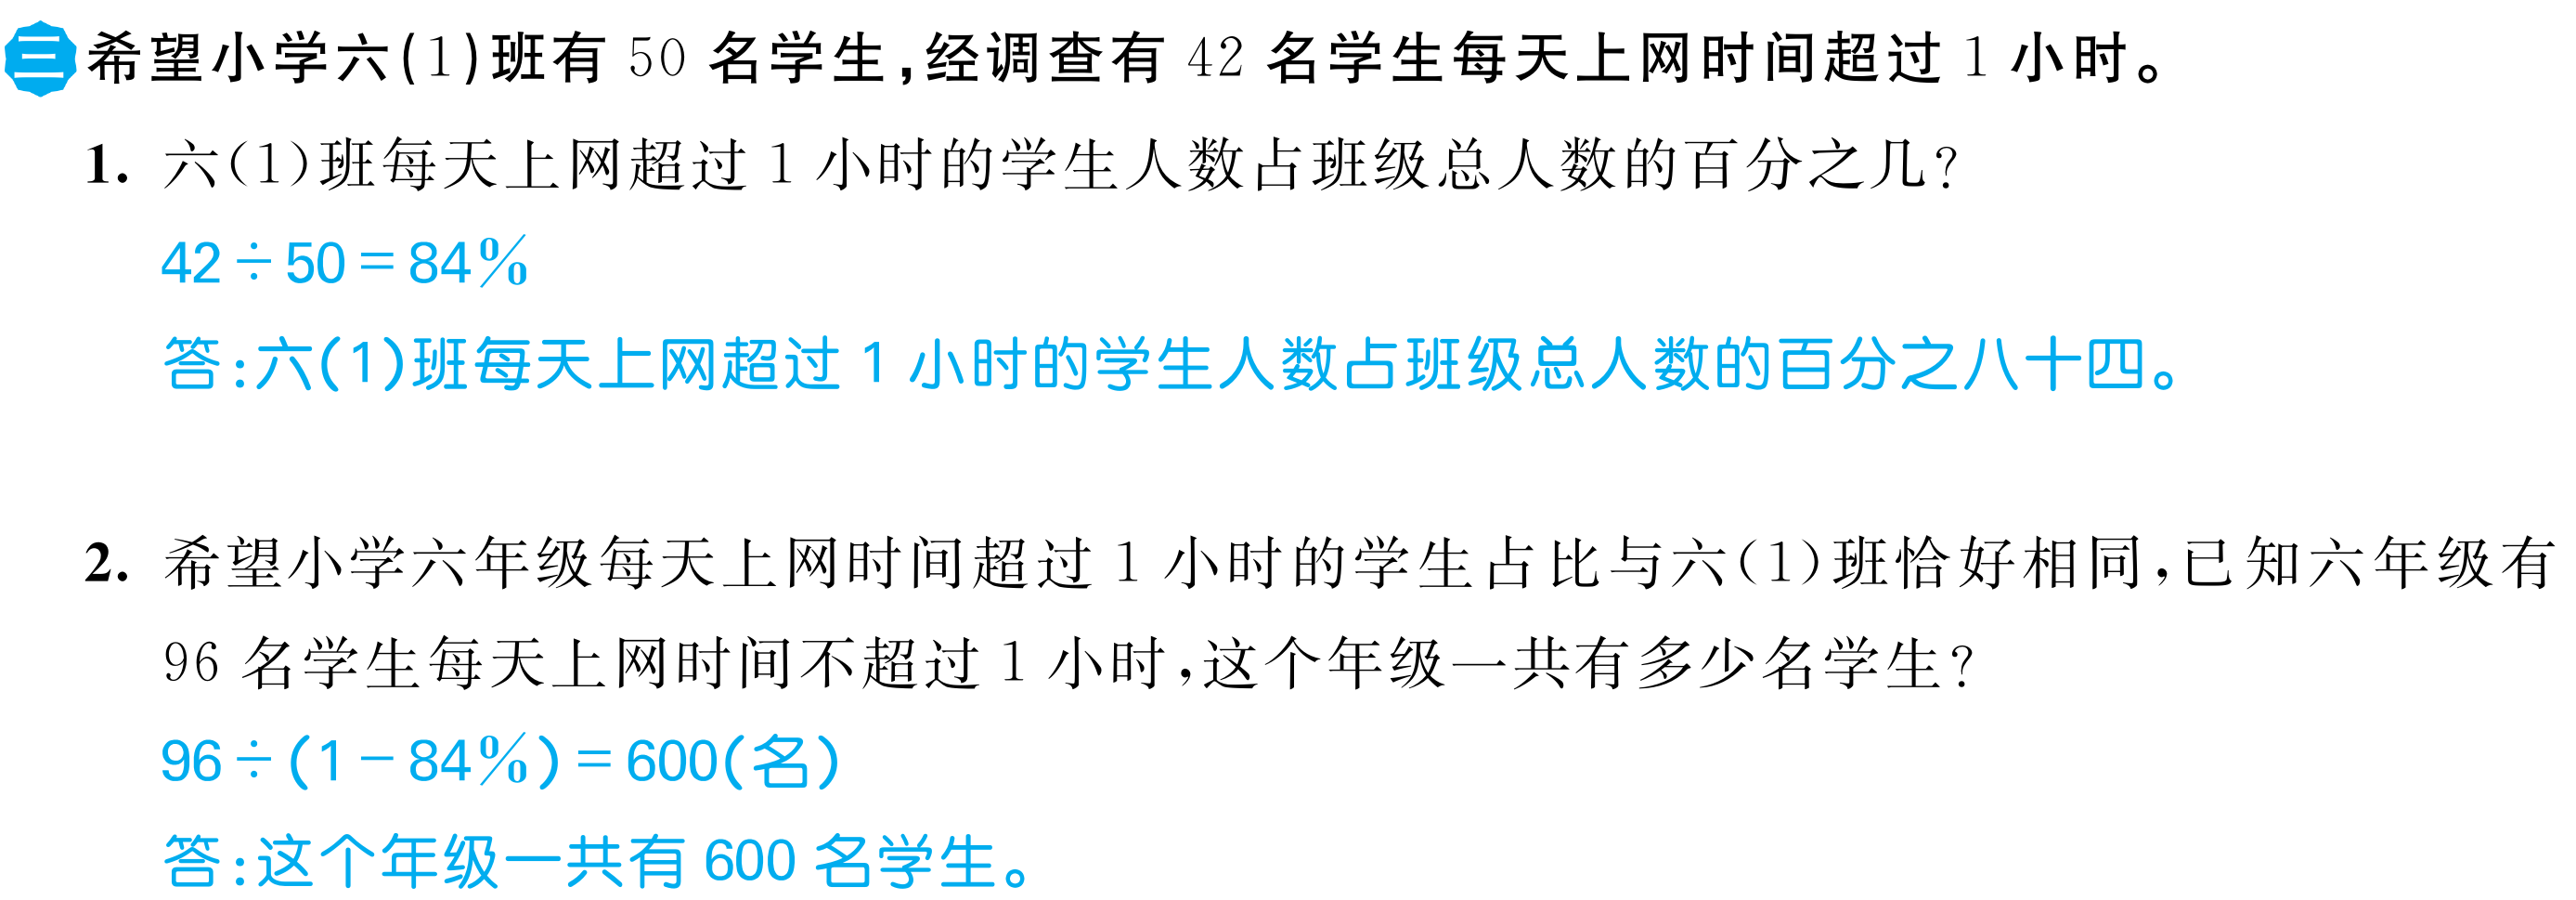 三 希望小学六(1)班有 50 名学生,经调查有 42 名学生每天上网时间超过 1 小时。
1. 六(1)班每天上网超过 1 小时的学生人数占班级总人数的百分之几?
42÷50=84%
答:六(1)班每天上网超过 1 小时的学生人数占班级总人数的百分之八十四。
2. 希望小学六年级每天上网时间超过 1 小时的学生占比与六(1)班恰好相同,已知六年级有
96 名学生每天上网时间不超过 1 小时,这个年级一共有多少名学生?
96÷(1-84%)=600(名)
答:这个年级一共有 600 名学生。